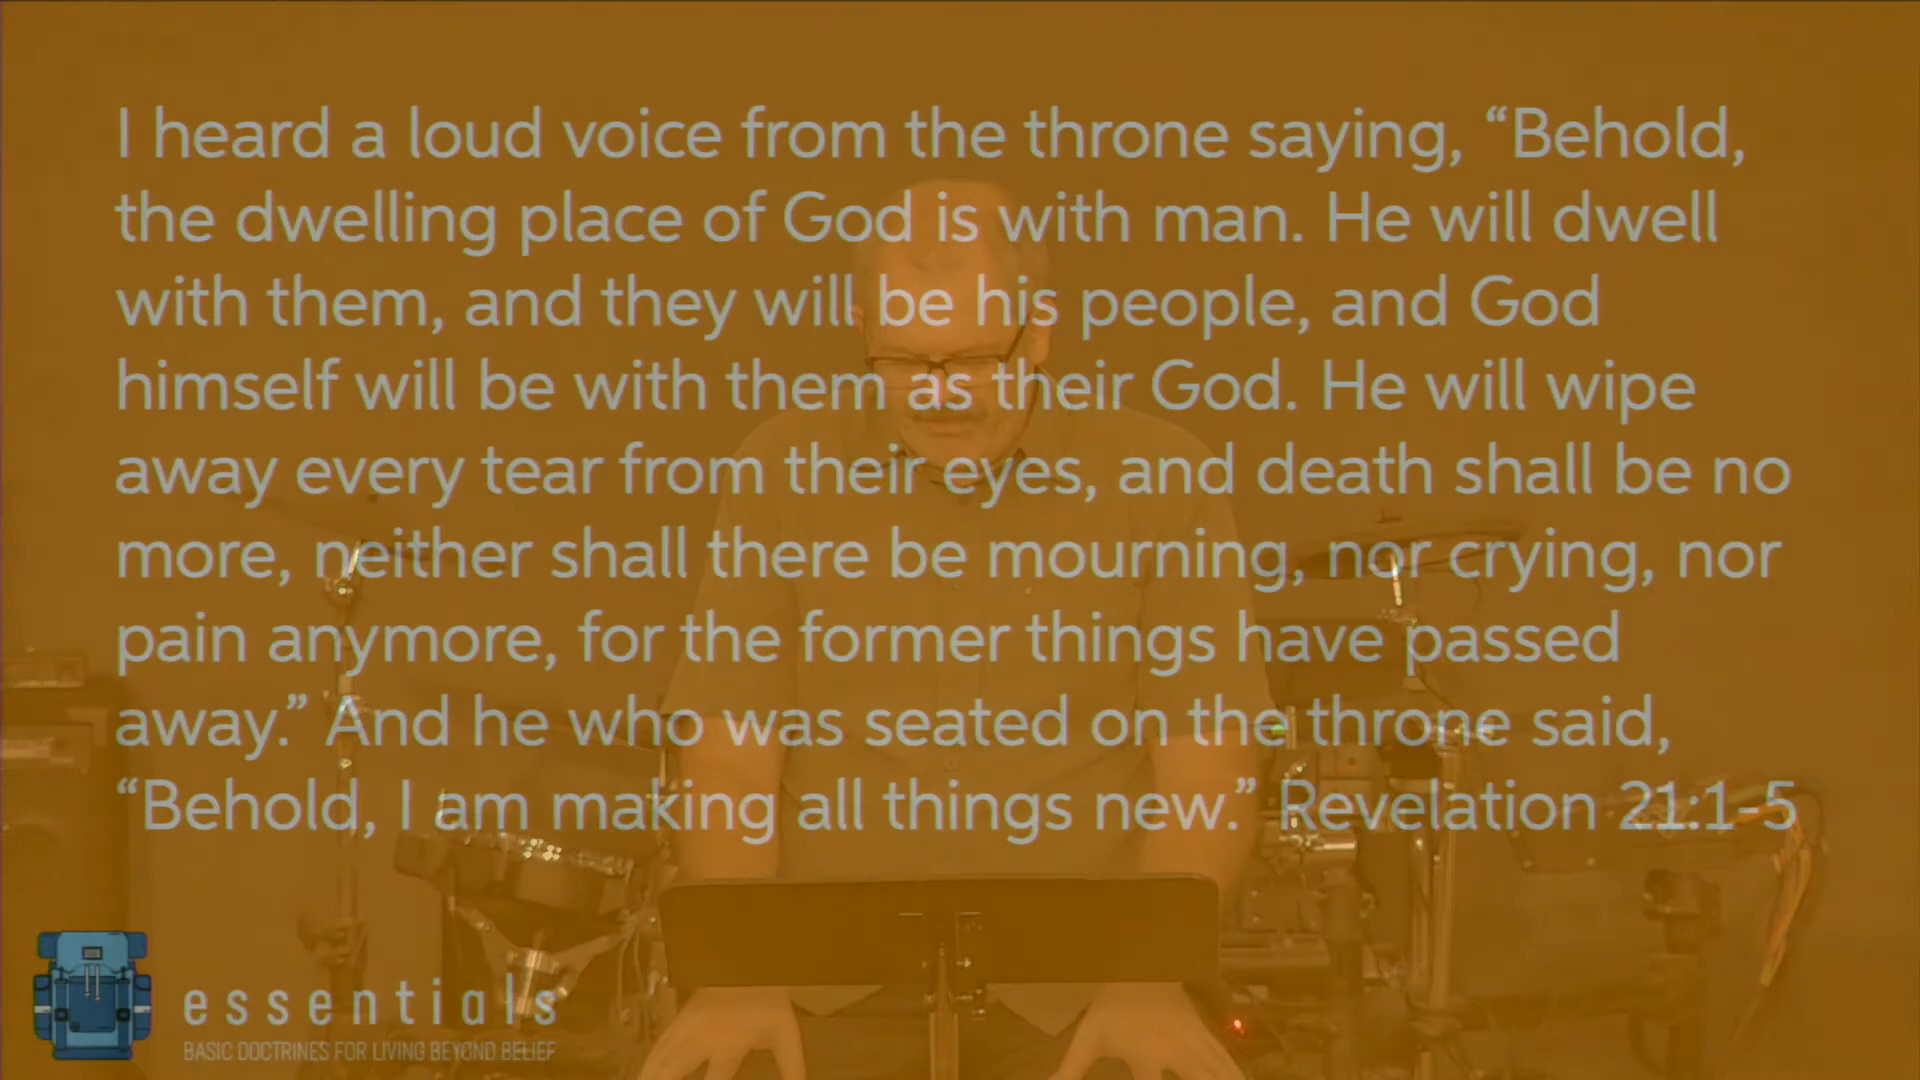 I heard a loud voice from the throne saying, “Behold,
the dwelling place of God is with man. He will dwell
with them, and they will be his people, and God
himself will be with them as their God. He will wipe
away every tear from their eyes, and death shall be no
more, neither shall there be mourning, nor crying, nor
pain anymore, for the former things have passed
away.” And he who was seated on the throne said,
“Behold, I am making all things new.” Revelation 21:1-5
essentials
BASIC DOCTRINES FOR LIVING BEYOND BELIEF